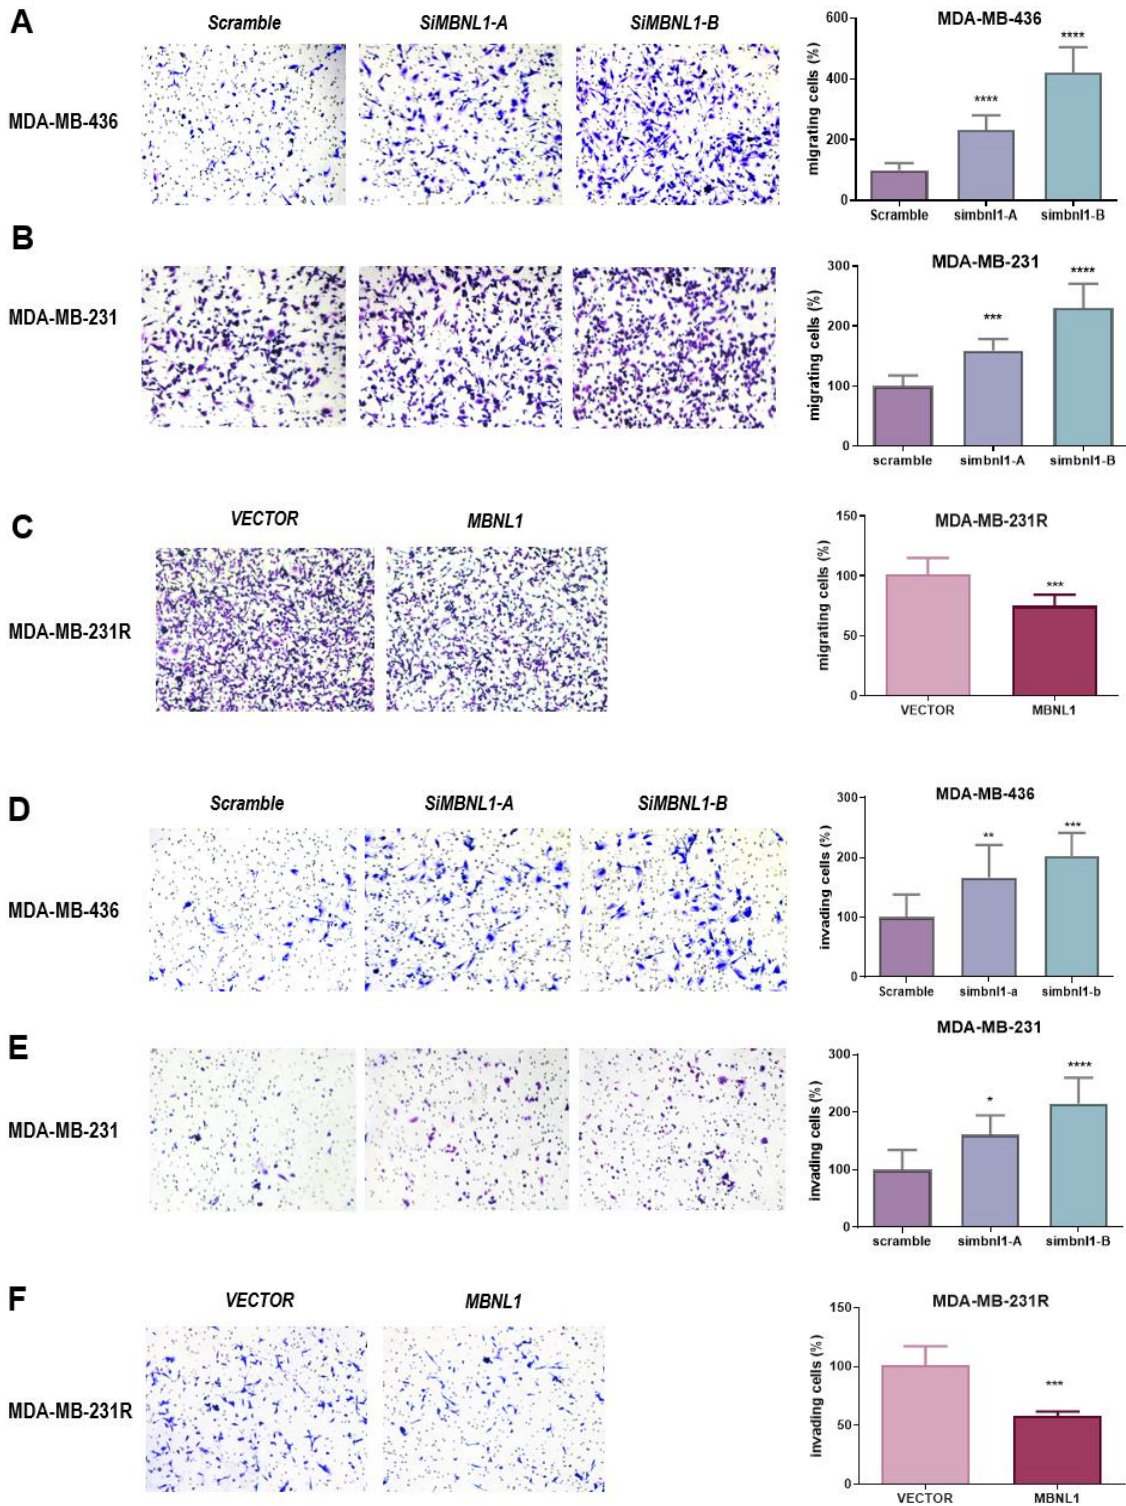 A
Scramble SiMBNL1-A SiMBNL1-B
MDA-MB-436
MDA-MB-436
migrating cells (%)
600
400
200
0
****
****
Scramble simbnl1-A simbnl1-B
B
MDA-MB-231
MDA-MB-231
migrating cells (%)
300
200
100
0
***
****
scramble simbnl1-A simbnl1-B
C
VECTOR MBNL1
MDA-MB-231R
MDA-MB-231R
migrating cells (%)
150
100
50
0
***
VECTOR MBNL1
D
Scramble SiMBNL1-A SiMBNL1-B
MDA-MB-436
MDA-MB-436
invading cells (%)
300
200
100
0
**
***
Scramble simbnl1-a simbnl1-b
E
MDA-MB-231
MDA-MB-231
invading cells (%)
300
200
100
0
*
****
scramble simbnl1-A simbnl1-B
F
VECTOR MBNL1
MDA-MB-231R
MDA-MB-231R
invading cells (%)
150
100
50
0
***
VECTOR MBNL1